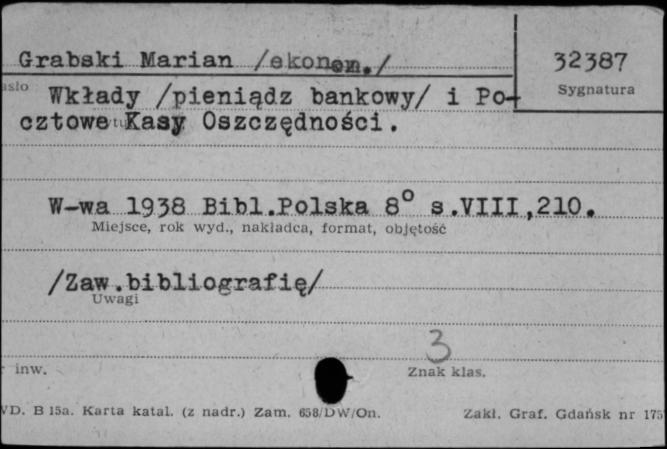 Grabski Marian /ekonom./
32387
Sygnatura
Wkłady /pieniądz bankowy/ i Po-
cztowe Kasy Oszczędności.
W-wa 1938 Bibl.Polska 8° s.VIII,210.
Miejsce, rok wyd., nakładca, format, objętość
/Zaw.bibliografię/
Uwagi
3
inw.
Znak klas.
B 15a. Karta katal. (z nadr.) Zam. 658/DW/On.
Zakł. Graf. Gdańsk nr 175